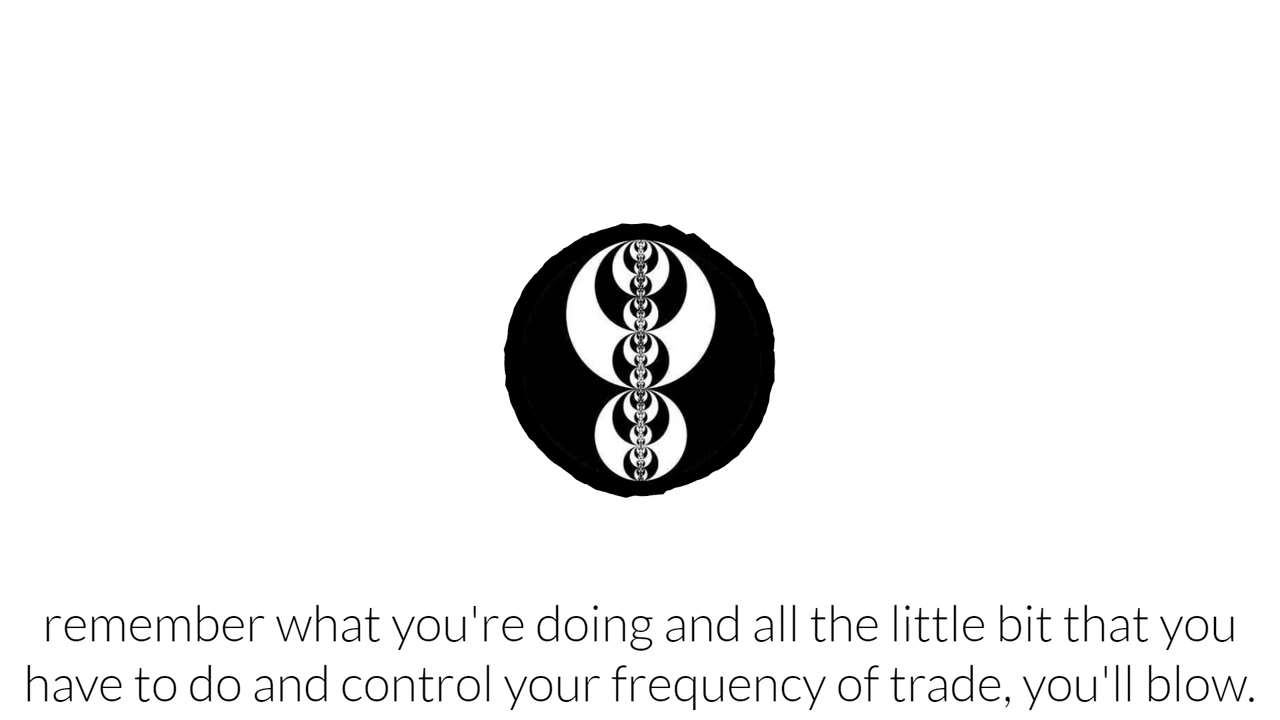 remember what you're doing and all the little bit that you
have to do and control your frequency of trade, you'll blow.